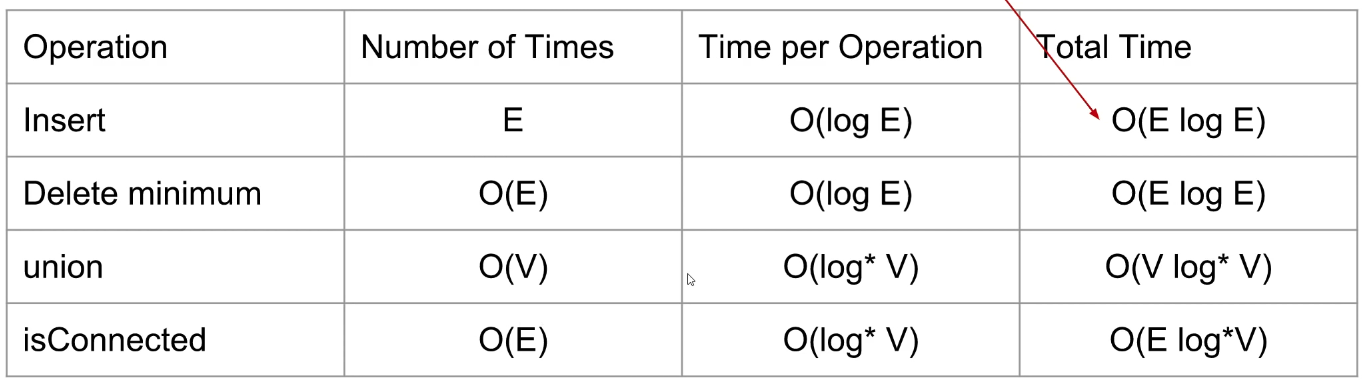 Operation Number of Times Time per Operation Total Time
Insert E O(log E) O(E log E)
Delete minimum O(E) O(log E) O(E log E)
union O(V) O(log* V) O(V log* V)
isConnected O(E) O(log* V) O(E log*V)